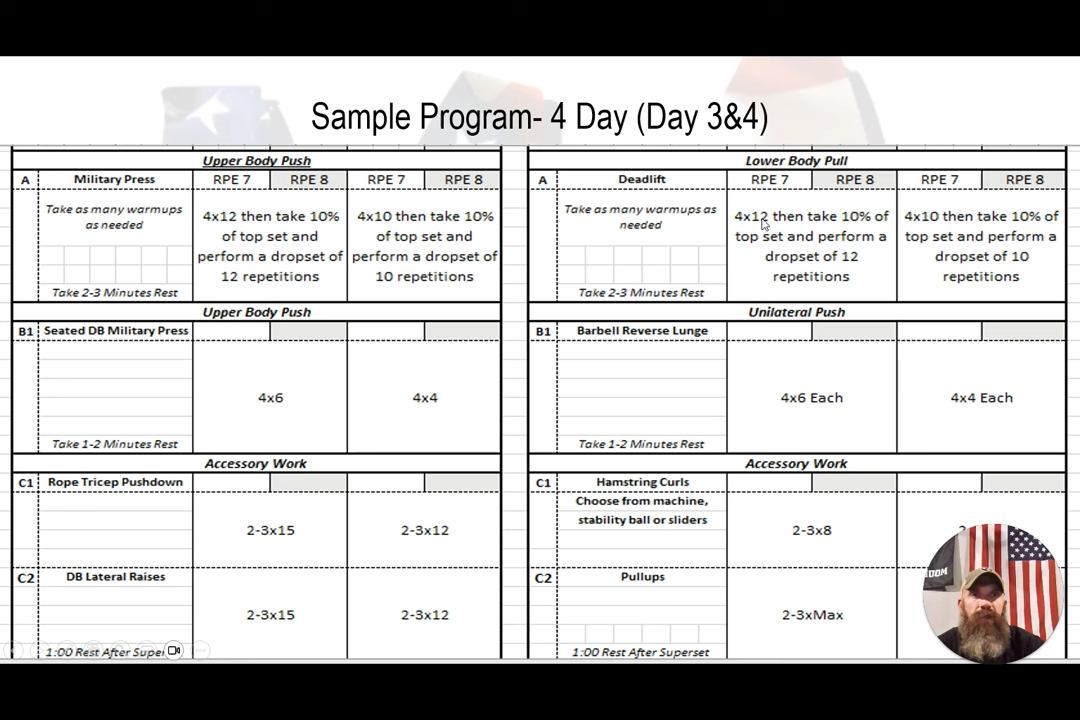 Sample Program- 4 Day (Day 3&4)
Upper Body Push
A Military Press RPE 7 RPE 8 RPE 7 RPE 8
Take as many warmups
as needed
4x12 then take 10%
of top set and
perform a dropset of
12 repetitions
4x10 then take 10%
of top set and
perform a dropset of
10 repetitions
Take 2-3 Minutes Rest
Upper Body Push
B1 Seated DB Military Press
4x6 4x4
Take 1-2 Minutes Rest
Accessory Work
C1 Rope Tricep Pushdown
2-3x15 2-3x12
C2 DB Lateral Raises
2-3x15 2-3x12
1:00 Rest After
Lower Body Pull
A Deadlift RPE 7 RPE 8 RPE 7 RPE 8
Take as many warmups as
needed
4x12 then take 10% of
top set and perform a
dropset of 12
repetitions
4x10 then take 10% of
top set and perform a
dropset of 10
repetitions
Take 2-3 Minutes Rest
Unilateral Push
B1 Barbell Reverse Lunge
4x6 Each 4x4 Each
Take 1-2 Minutes Rest
Accessory Work
C1 Hamstring Curls
Choose from machine,
stability ball or sliders
2-3x8
C2 Pullups
2-3xMax
1:00 Rest After Superset